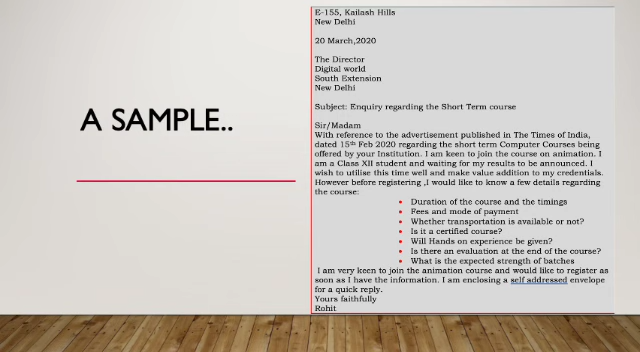 A SAMPLE..
E-155, Kailash Hills
New Delhi
20 March,2020
The Director
Digital world
South Extension
New Delhi
Subject: Enquiry regarding the Short Term course
Sir/Madam
With reference to the advertisement published in The Times of India,
dated 15th Feb 2020 regarding the short term Computer Courses being
offered by your Institution. I am keen to join the course on animation. I
am a Class XII student and waiting for my results to be announced. I
wish to utilise this time well and make value addition to my credentials.
However before registering ,I would like to know a few details regarding
the course:
• Duration of the course and the timings
• Fees and mode of payment
• Whether transportation is available or not?
• Is it a certified course?
• Will Hands on experience be given?
• Is there an evaluation at the end of the course?
• What is the expected strength of batches
I am very keen to join the animation course and would like to register as
soon as I have the information. I am enclosing a self addressed envelope
for a quick reply.
Yours faithfully
Rohit